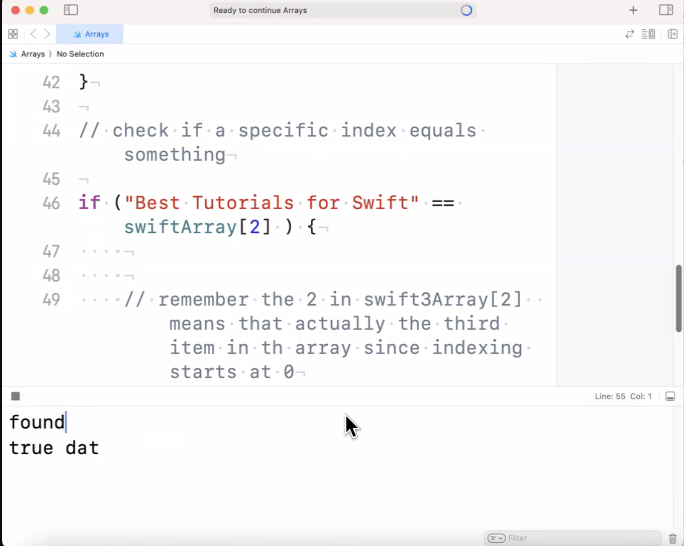 Ready to continue Arrays
Arrays
Arrays 〉 No Selection
42 }
43
44 // check if a specific index equals
something
45
46 if ("Best Tutorials for Swift" ==
swiftArray[2] ) {
47
48
49 // remember the 2 in swift3Array[2]
means that actually the third
item in th array since indexing
starts at 0
Line: 55 Col: 1
found
true dat
Filter